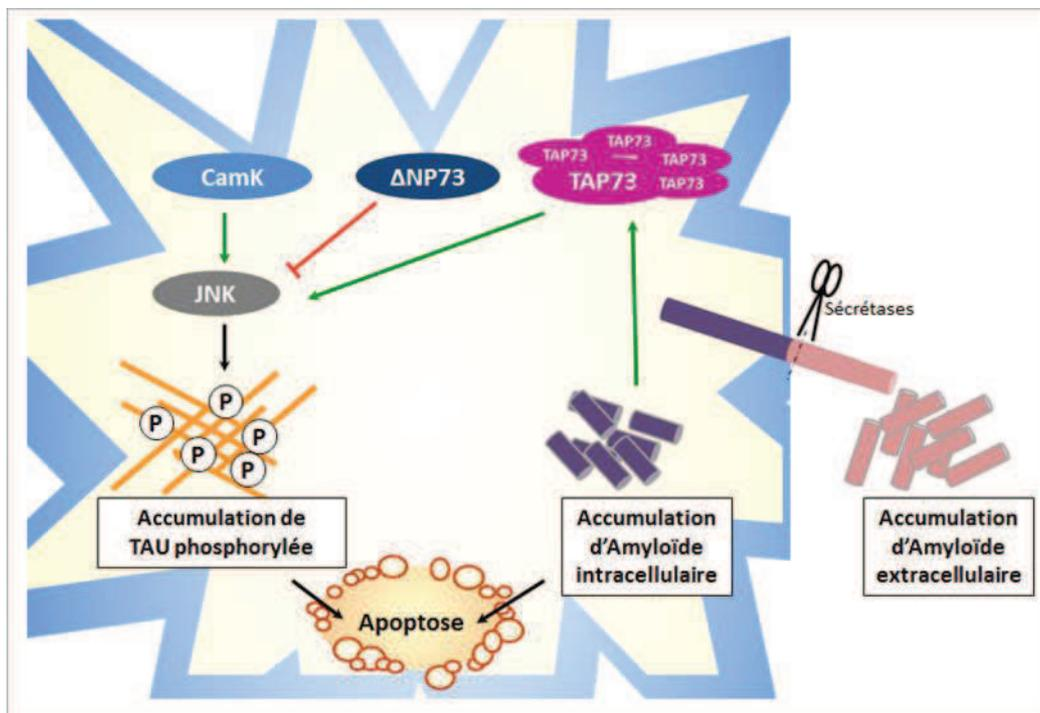 CamK
ΔNP73
TAP73
TAP73
TAP73
TAP73
TAP73
JNK
Sécrétases
P
P
P
P
P
Accumulation de
TAU phosphorylée
Accumulation
d'Amyloïde
intracellulaire
Accumulation
d'Amyloïde
extracellulaire
Apoptose